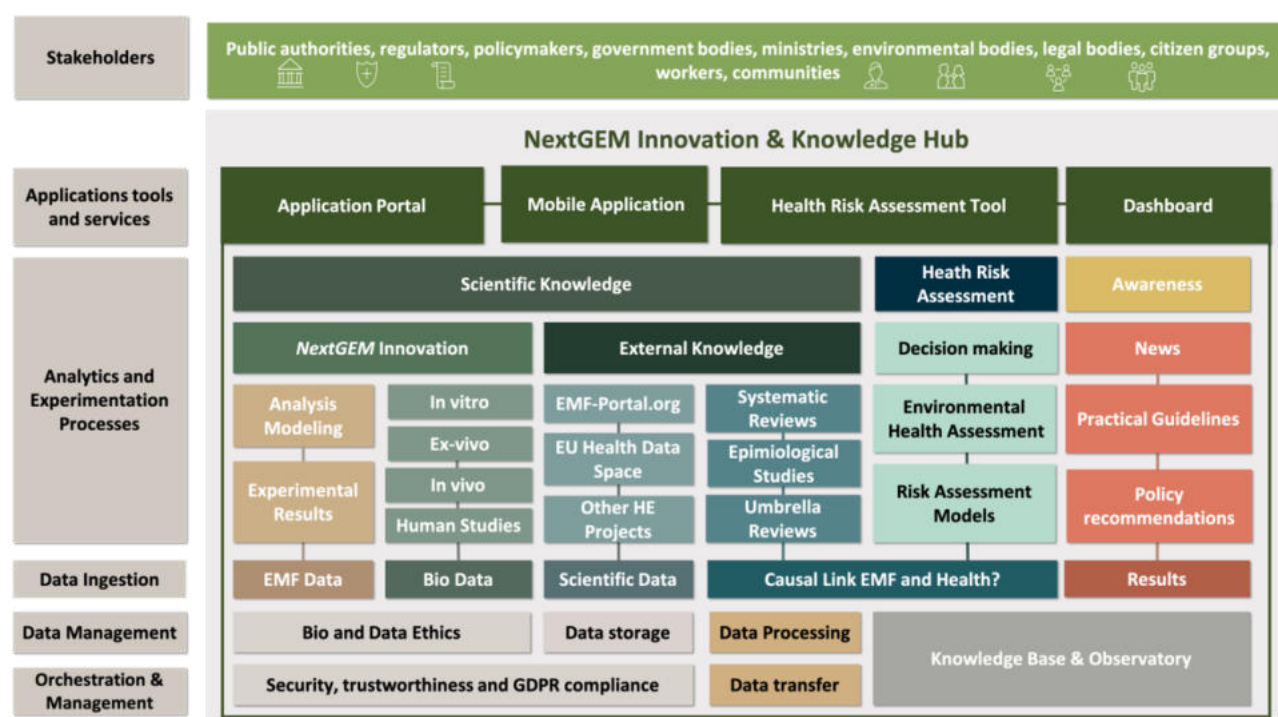 Stakeholders
Public authorities, regulators, policymakers, government bodies, ministries, environmental bodies, legal bodies, citizen groups,
workers, communities
NextGEM Innovation & Knowledge Hub
Applications tools
and services
Application Portal
Mobile Application
Health Risk Assessment Tool
Dashboard
Analytics and
Experimentation
Processes
Scientific Knowledge
Heath Risk
Assessment
Awareness
NextGEM Innovation
External Knowledge
Decision making
News
Analysis
Modeling
Experimental
Results
In vitro
Ex-vivo
In vivo
Human Studies
EMF-Portal.org
EU Health Data
Space
Other HE
Projects
Systematic
Reviews
Epimiological
Studies
Umbrella
Reviews
Environmental
Health Assessment
Risk Assessment
Models
Practical Guidelines
Policy
recommendations
Data Ingestion
EMF Data
Bio Data
Scientific Data
Causal Link EMF and Health?
Results
Data Management
Bio and Data Ethics
Data storage
Data Processing
Knowledge Base & Observatory
Orchestration &
Management
Security, trustworthiness and GDPR compliance
Data transfer